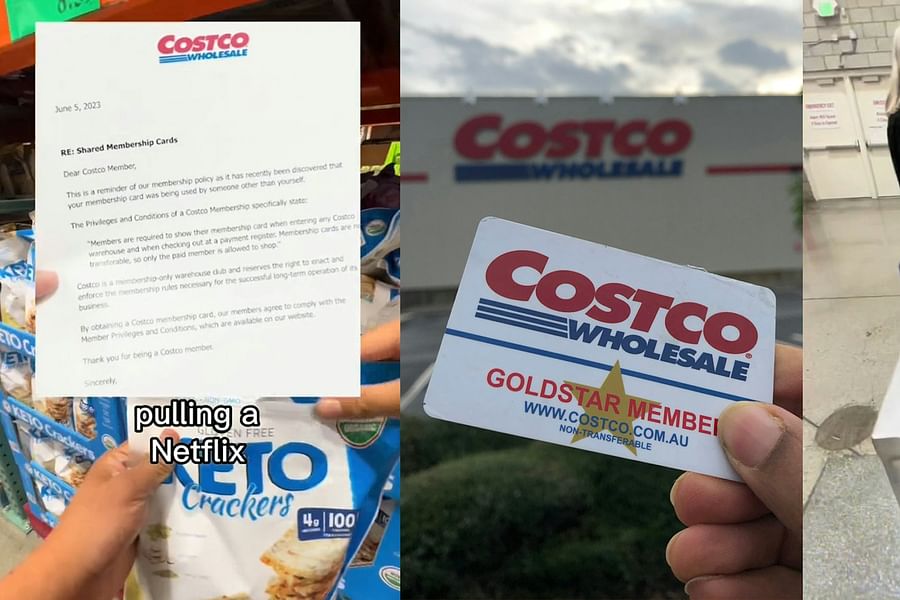 COSTCO
WHOLESALE
June 5, 2023
RE: Shared Membership Cards
Dear Costco Member,
This is a reminder of our membership policy as it has recently been discovered that
your membership card was being used by someone other than yourself.
The Privileges and Conditions of a Costco Membership specifically state:
"Members are required to show their membership card when entering any Costco
warehouse and when checking out at a payment register. Membership cards are
transferable, so only the paid member is allowed to shop."
Costco is a membership-only warehouse club and reserves the right to enact and
enforce the membership rules necessary for the successful long-term operation of its
business.
By obtaining a Costco membership card, our members agree to comply with the
Member Privileges and Conditions, which are available on our website.
Thank you for being a Costco member.
Sincerely,
pulling a
Netflix
GLUTEN FREE
KETO
Crackers
4g 100
ORGANIC
KETO Crackers
COSTCO
WHOLESALE
COSTCO
WHOLESALE
GOLDSTAR MEMBER
WWW.COSTCO.COM.AU
NON-TRANSFERABLE